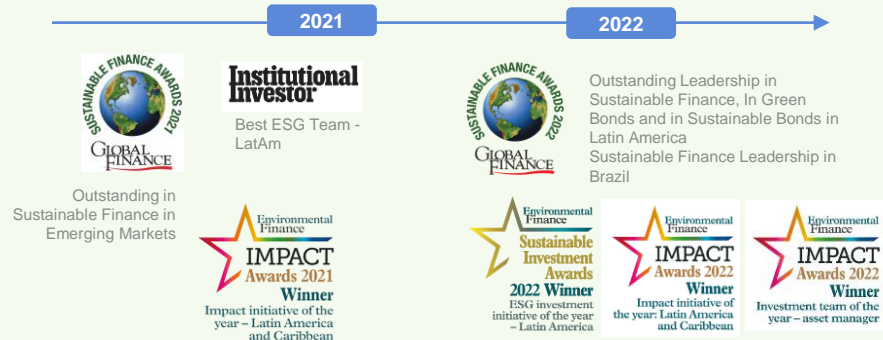 2021
2022
SUSTAINABLE FINANCE AWARDS 2021
GLOBAL
FINANCE
Outstanding in
Sustainable Finance in
Emerging Markets
Institutional
Investor
Best ESG Team -
LatAm
Environmental
Finance
IMPACT
Awards 2021
Winner
Impact initiative of the
year – Latin America
and Caribbean
SUSTAINABLE FINANCE AWARDS 2022
GLOBAL
FINANCE
Outstanding Leadership in
Sustainable Finance, In Green
Bonds and in Sustainable Bonds in
Latin America
Sustainable Finance Leadership in
Brazil
Environmental
Finance
Sustainable
Investment
Awards
2022 Winner
ESG investment
initiative of the year
– Latin America
Environmental
Finance
IMPACT
Awards 2022
Winner
Impact initiative of
the year: Latin America
and Caribbean
Environmental
Finance
IMPACT
Awards 2022
Winner
Investment team of the
year – asset manager